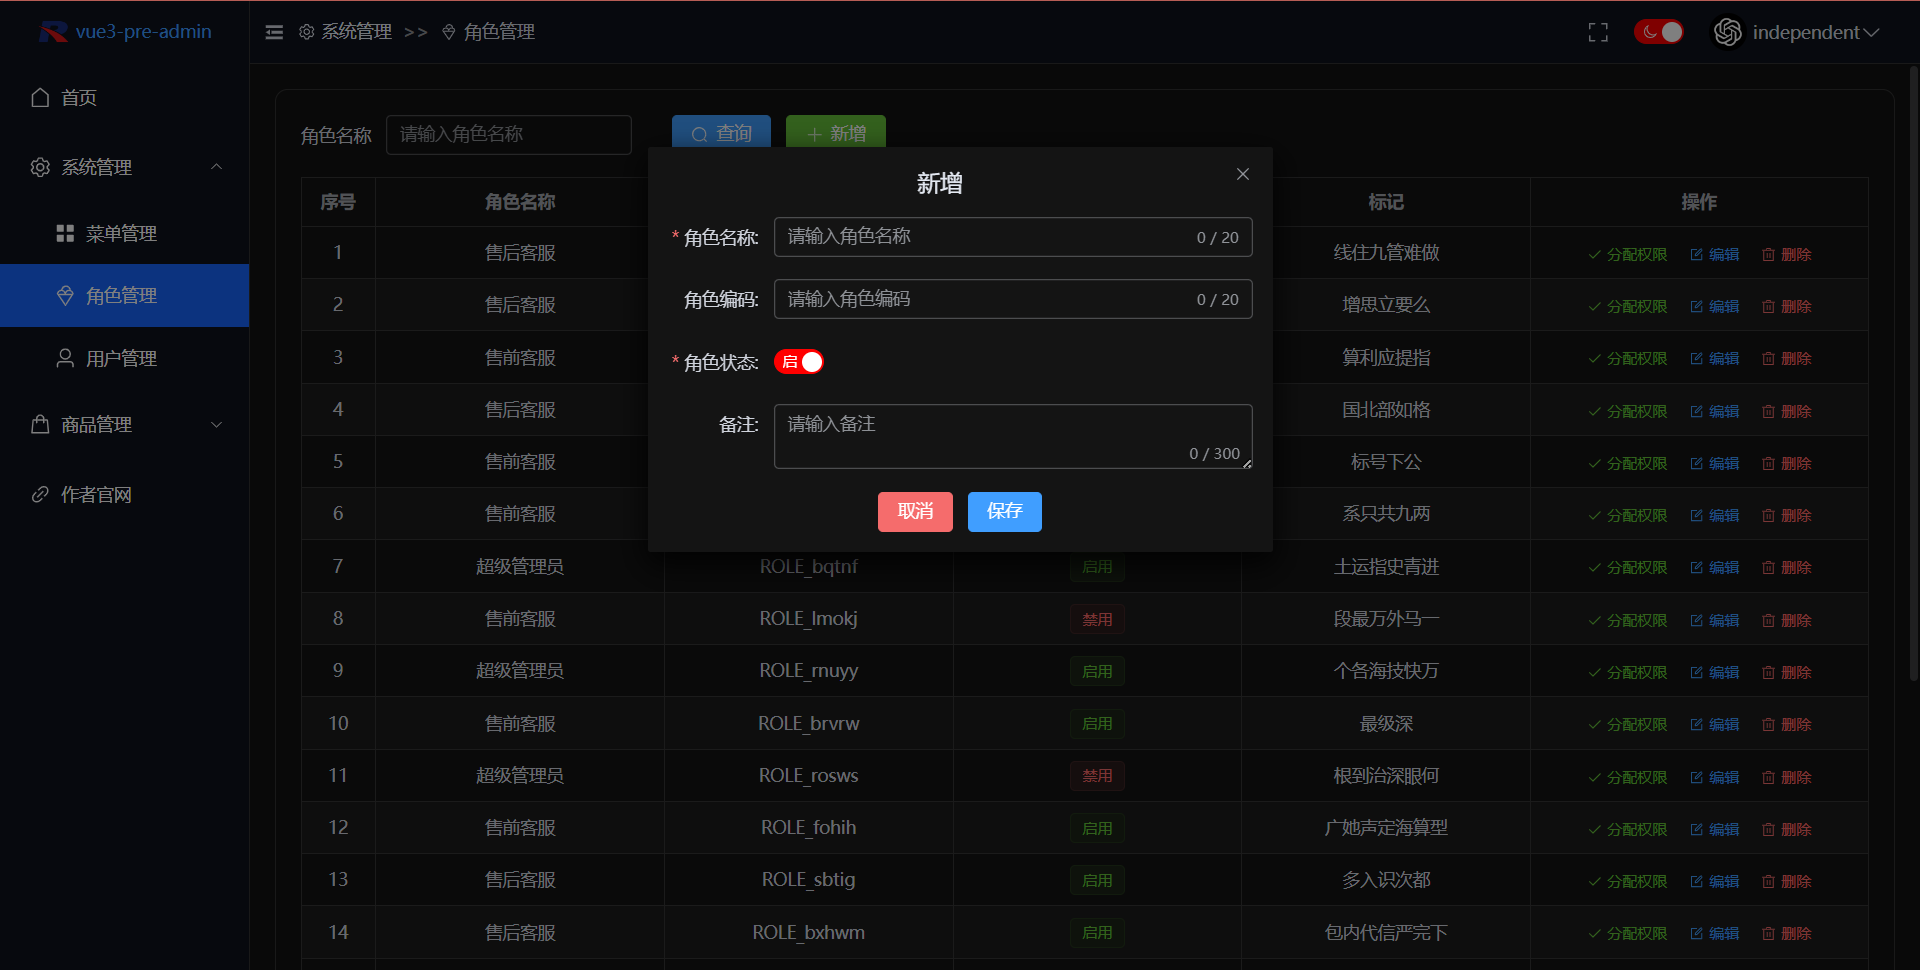 vue3-pre-admin
系统管理 >> 角色管理
independent
首页
系统管理
菜单管理
角色管理
用户管理
商品管理
作者官网
角色名称 请输入角色名称 查询 新增
新增
* 角色名称: 请输入角色名称 0 / 20
角色编码: 请输入角色编码 0 / 20
* 角色状态: 启
备注: 请输入备注
0 / 300
取消 保存
序号 角色名称 标记 操作
1 售后客服 线住九管难做 分配权限 编辑 删除
2 售后客服 增思立要么 分配权限 编辑 删除
3 售前客服 算利应提指 分配权限 编辑 删除
4 售后客服 国北部如格 分配权限 编辑 删除
5 售前客服 标号下公 分配权限 编辑 删除
6 售前客服 系只共九两 分配权限 编辑 删除
7 超级管理员 ROLE_bqtnf 启用 土运指史青进 分配权限 编辑 删除
8 售前客服 ROLE_lmokj 禁用 段最万外马一 分配权限 编辑 删除
9 超级管理员 ROLE_rnuyy 启用 个各海技快万 分配权限 编辑 删除
10 售前客服 ROLE_brvrw 启用 最级深 分配权限 编辑 删除
11 超级管理员 ROLE_rosws 禁用 根到治深眼何 分配权限 编辑 删除
12 售前客服 ROLE_fohih 启用 广她声定海算型 分配权限 编辑 删除
13 售后客服 ROLE_sbtig 启用 多入识次都 分配权限 编辑 删除
14 售后客服 ROLE_bxhwm 启用 包内代信严完下 分配权限 编辑 删除